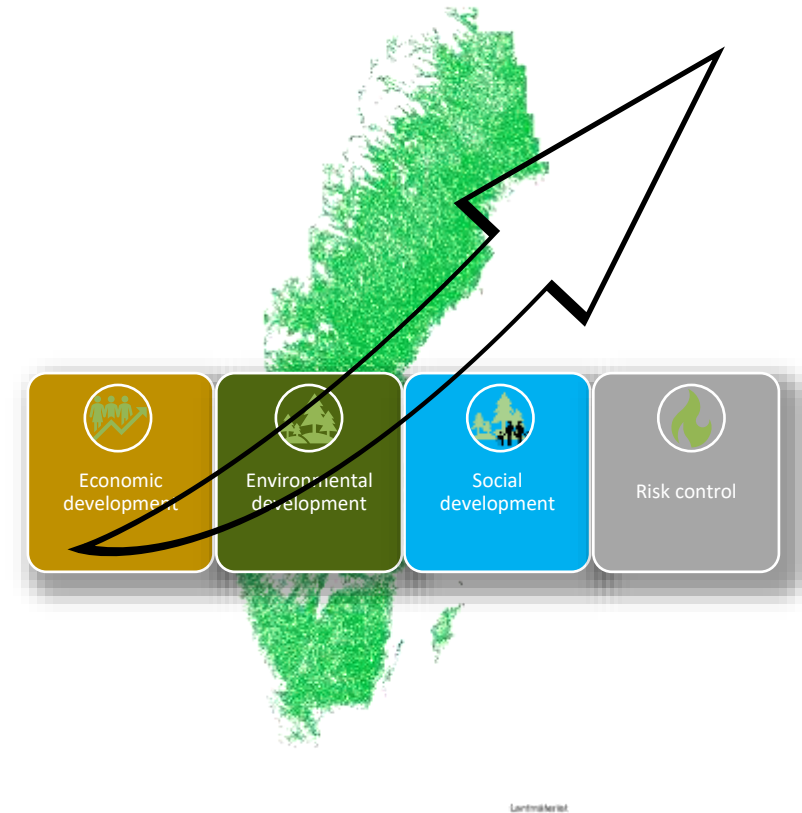 Economic
development
Environmental
development
Social
development
Risk control
Lantmäteriet